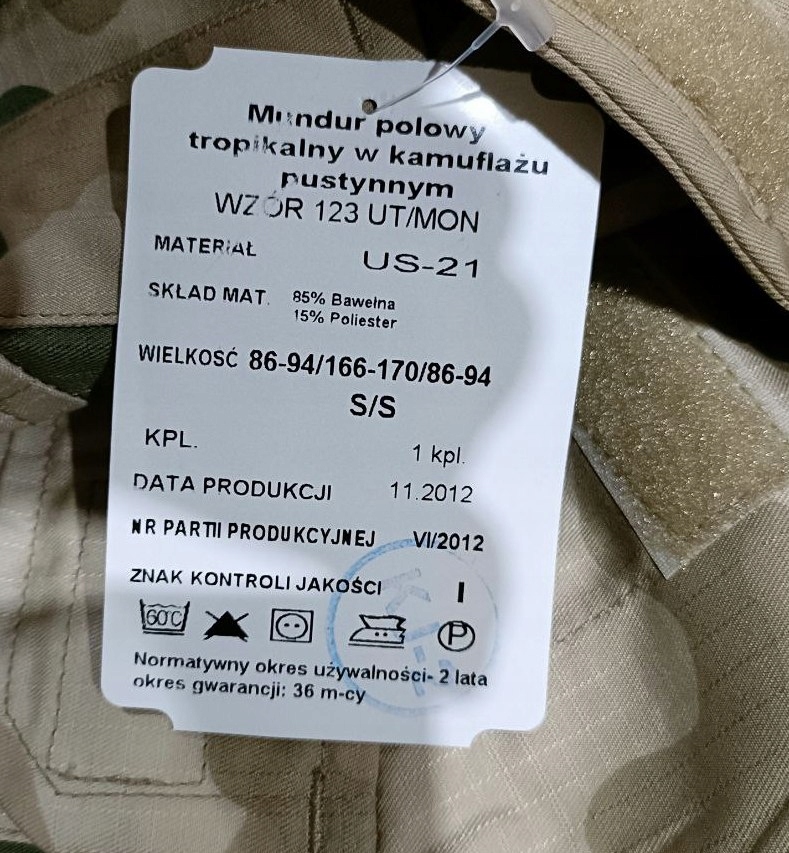 Mundur polowy
tropikalny w kamuflażu
pustynnym
WZÓR 123 UT/MON
MATERIAŁ US-21
SKŁAD MAT. 85% Bawełna
15% Poliester
WIELKOŚĆ 86-94/166-170/86-94
S/S
KPL. 1 kpl.
DATA PRODUKCJI 11.2012
NR PARTII PRODUKCYJNEJ VI/2012
ZNAK KONTROLI JAKOŚCI I
60°C P
Normatywny okres używalności- 2 lata
okres gwarancji: 36 m-cy